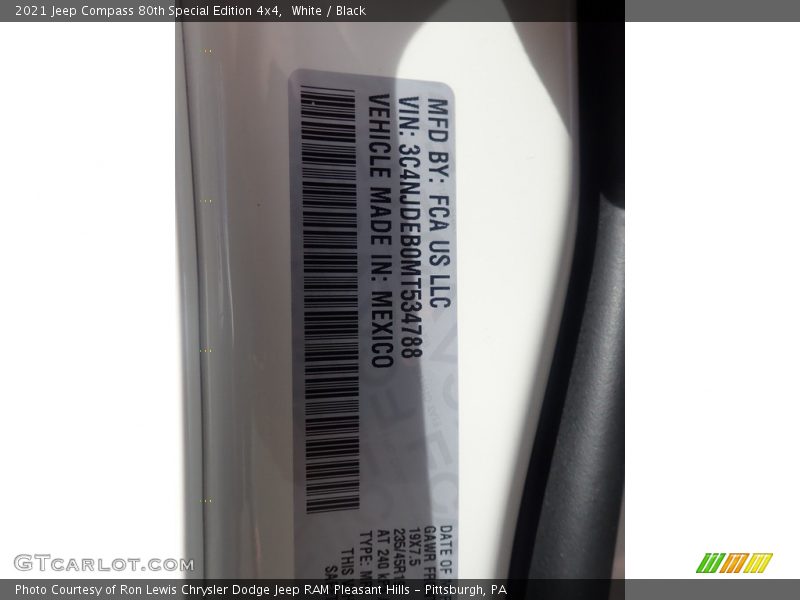 2021 Jeep Compass 80th Special Edition 4x4, White / Black
MFD BY: FCA US LLC
VIN: 3C4NJDEB0MT534788
VEHICLE MADE IN: MEXICO
DATE OF
GAWR FR
19X7.5
235/45R1
AT 240 k
TYPE:
THIS
SA
GTCARLOT.COM
Photo Courtesy of Ron Lewis Chrysler Dodge Jeep RAM Pleasant Hills - Pittsburgh, PA